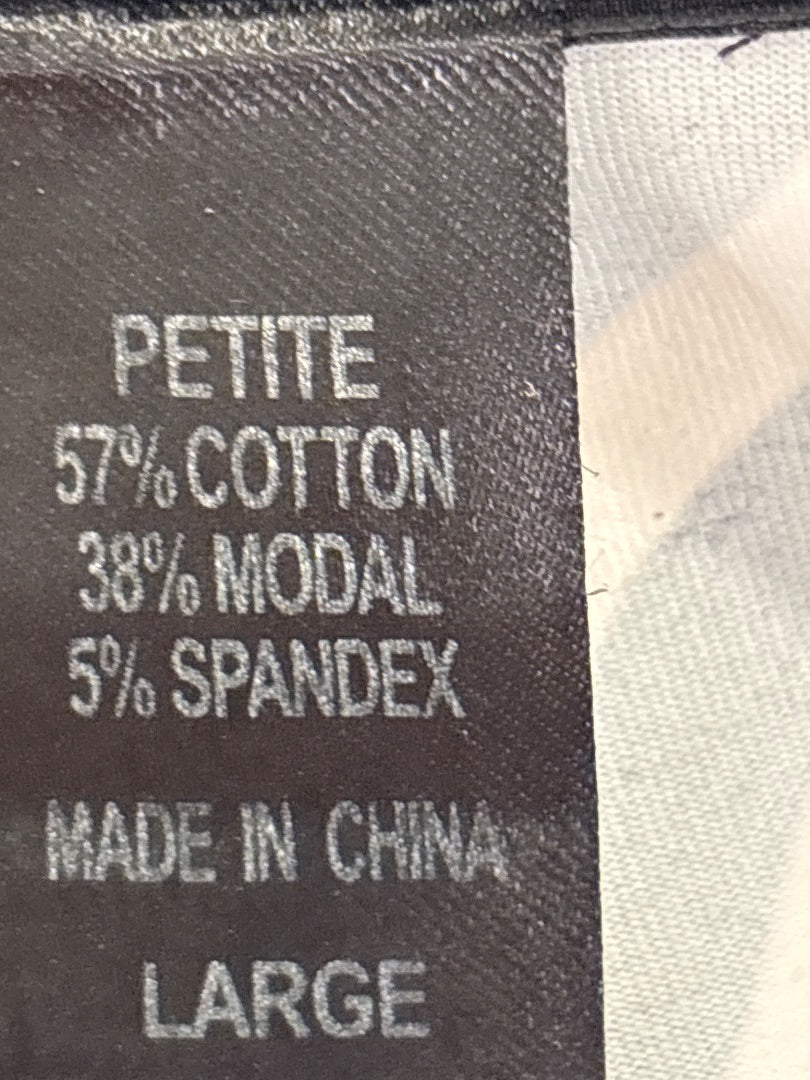 PETITE
57% COTTON
38% MODAL
5% SPANDEX
MADE IN CHINA
LARGE